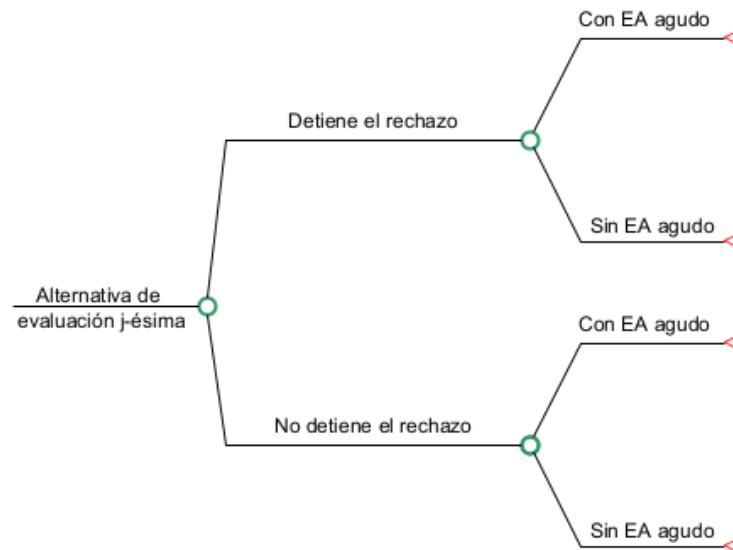 Con EA agudo
Detiene el rechazo
Sin EA agudo
Alternativa de
evaluación j-ésima
Con EA agudo
No detiene el rechazo
Sin EA agudo